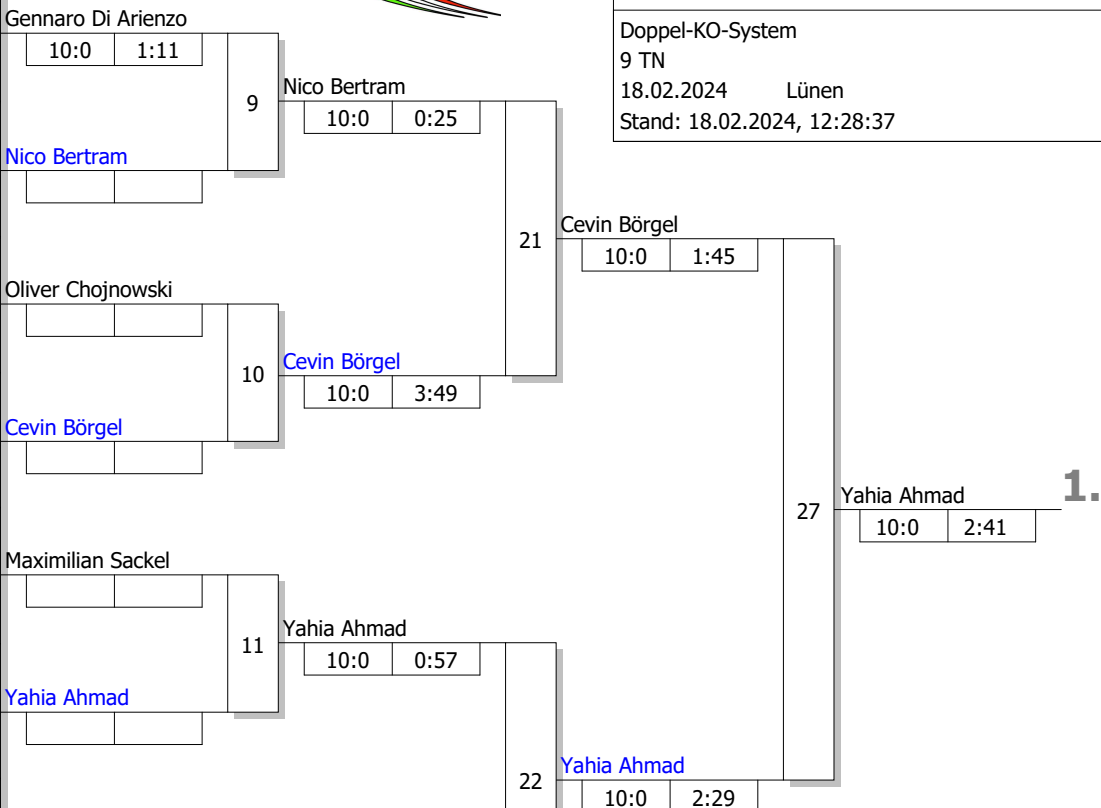 Gennaro Di Arienzo
10:0 1:11
Doppel-KO-System
9 TN
18.02.2024 Lünen
Stand: 18.02.2024, 12:28:37
9
Nico Bertram
10:0 0:25
Nico Bertram
21
Cevin Börgel
10:0 1:45
Oliver Chojnowski
10
Cevin Börgel
10:0 3:49
Cevin Börgel
27
Yahia Ahmad
10:0 2:41
1.
Maximilian Sackel
11
Yahia Ahmad
10:0 0:57
Yahia Ahmad
22
Yahia Ahmad
10:0 2:29